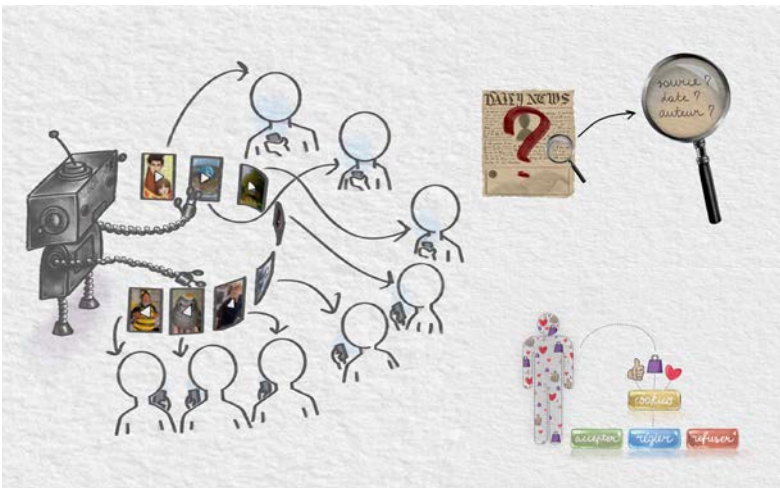 DAILY NEWS
?
source ?
date ?
auteur ?
cookies
accepter
régler
refuser